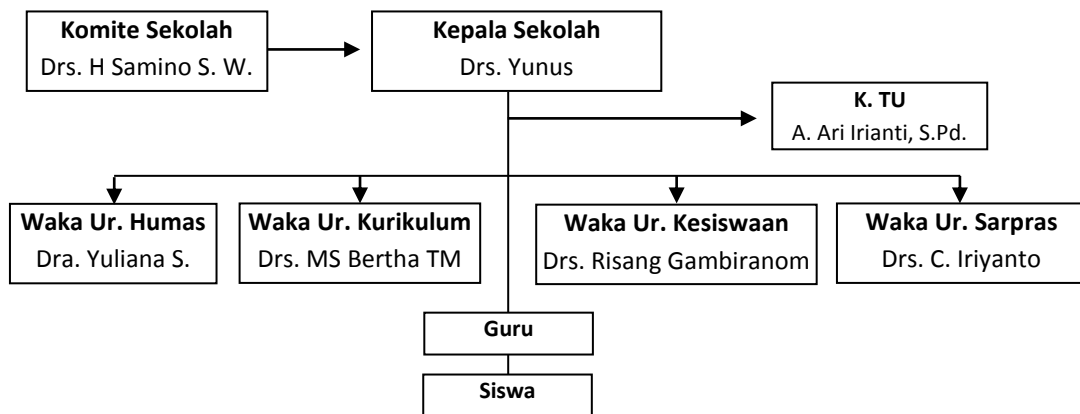 Komite Sekolah
Drs. H Samino S. W.
Kepala Sekolah
Drs. Yunus
K. TU
A. Ari Irianti, S.Pd.
Waka Ur. Humas
Dra. Yuliana S.
Waka Ur. Kurikulum
Drs. MS Bertha TM
Waka Ur. Kesiswaan
Drs. Risang Gambiranom
Waka Ur. Sarpras
Drs. C. Iriyanto
Guru
Siswa